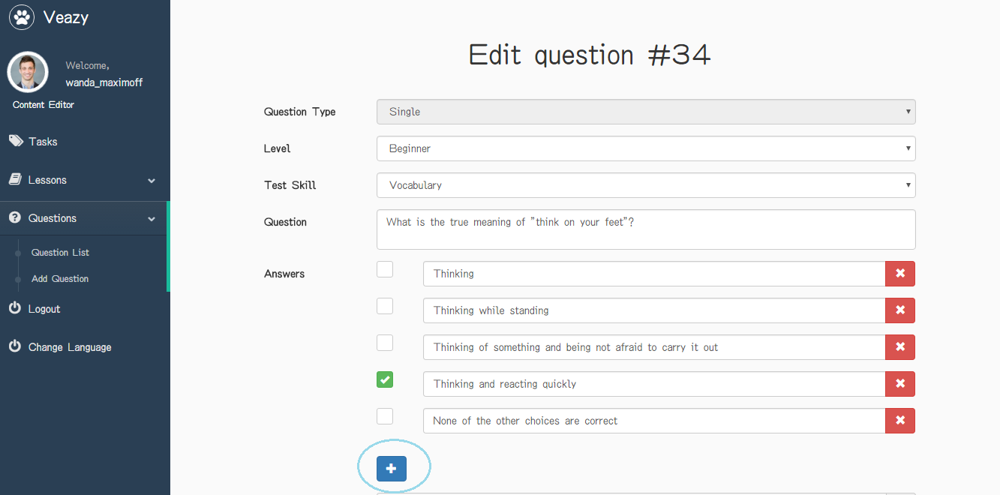 Veazy
Welcome,
wanda_maximoff
Content Editor
Tasks
Lessons
Questions
Question List
Add Question
Logout
Change Language
Edit question #34
Question Type
Single
Level
Beginner
Test Skill
Vocabulary
Question
What is the true meaning of "think on your feet"?
Answers
Thinking
Thinking while standing
Thinking of something and being not afraid to carry it out
Thinking and reacting quickly
None of the other choices are correct